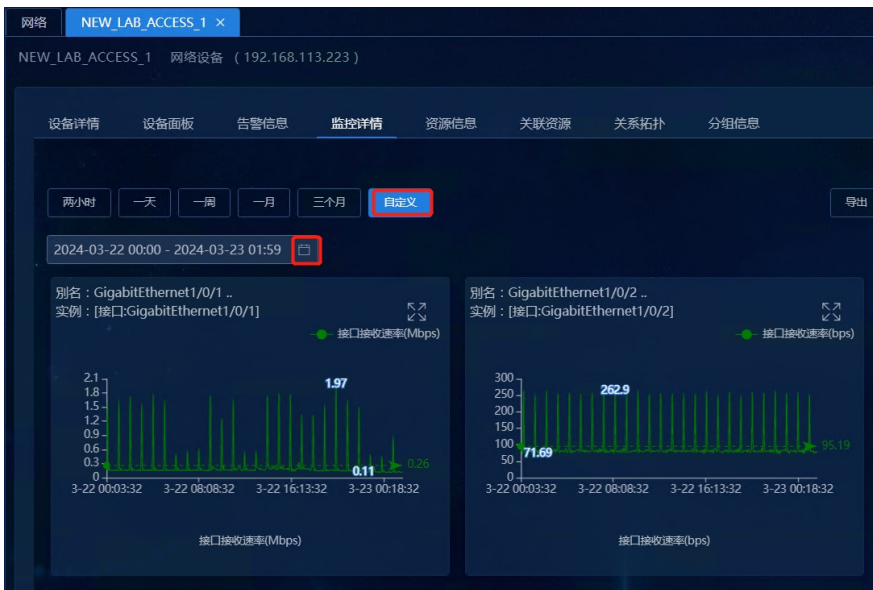 网络 NEW_LAB_ACCESS_1 ×
NEW_LAB_ACCESS_1 网络设备 ( 192.168.113.223 )
设备详情 设备面板 告警信息 监控详情 资源信息 关联资源 关系拓扑 分组信息
两小时 一天 一周 一月 三个月 自定义 导出
2024-03-22 00:00 - 2024-03-23 01:59
别名：GigabitEthernet1/0/1 ..
实例：[接口:GigabitEthernet1/0/1]
接口接收速率(Mbps)
2.1
1.8
1.5
1.2
0.9
0.6
0.3
0
1.97
0.11
0.26
3-22 00:03:32 3-22 08:08:32 3-22 16:13:32 3-23 00:18:32
接口接收速率(Mbps)
别名：GigabitEthernet1/0/2 ..
实例：[接口:GigabitEthernet1/0/2]
接口接收速率(bps)
300
250
200
150
100
50
0
262.9
71.69
95.19
3-22 00:03:32 3-22 08:08:32 3-22 16:13:32 3-23 00:18:32
接口接收速率(bps)